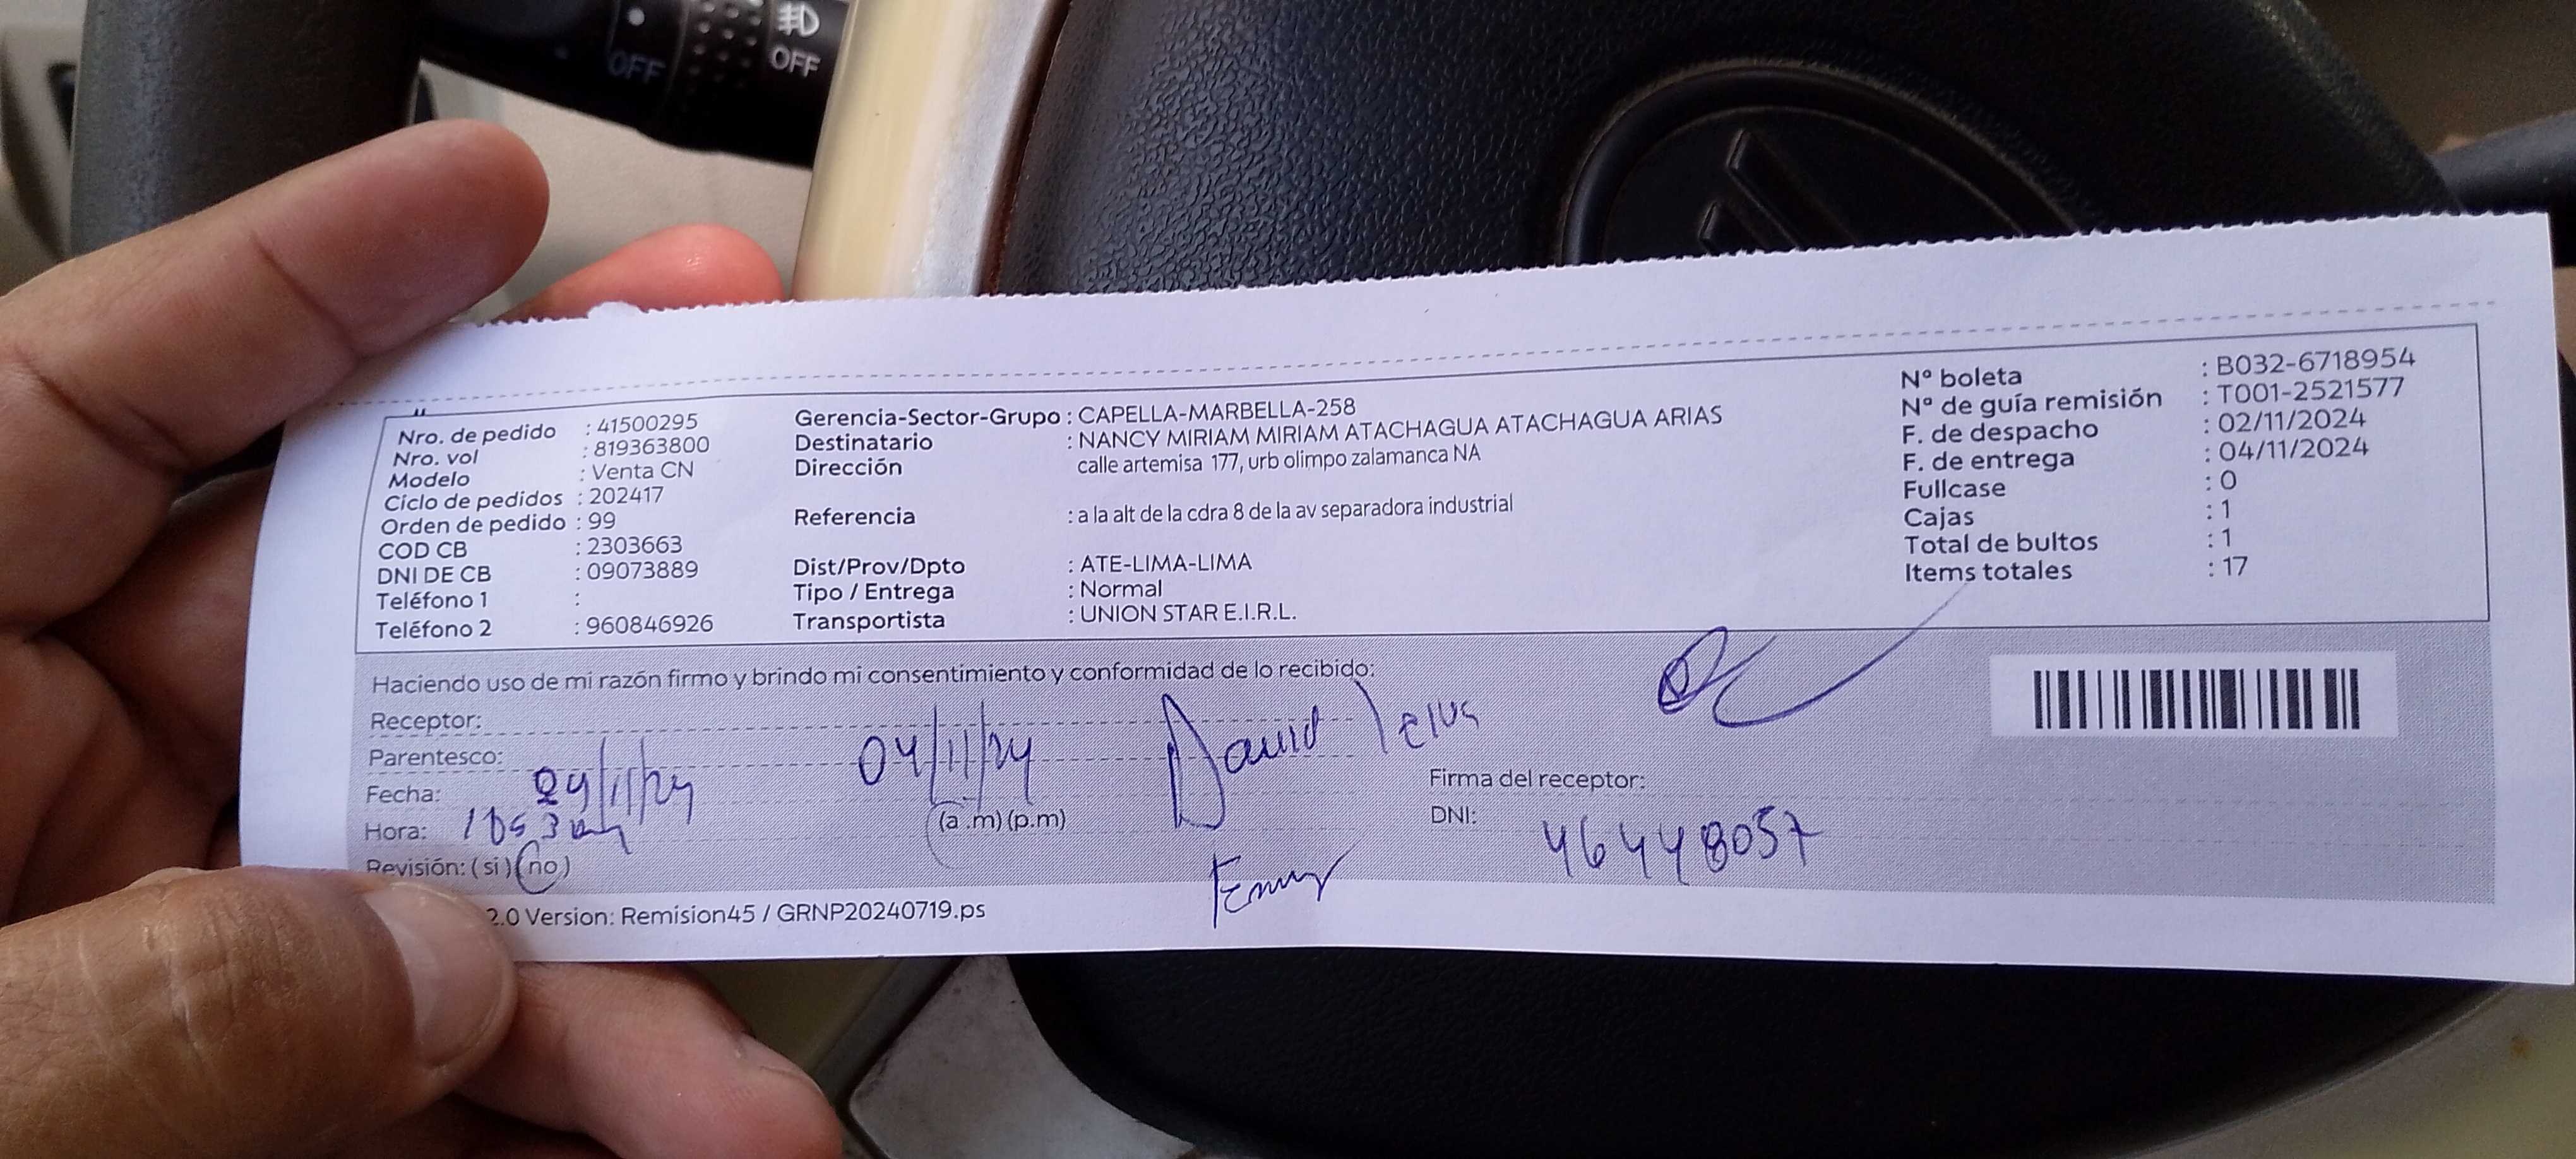 OFF OFF
Nro. de pedido : 41500295
Nro. vol : 819363800
Modelo : Venta CN
Ciclo de pedidos : 202417
Orden de pedido : 99
COD CB : 2303663
DNI DE CB : 09073889
Teléfono 1 :
Teléfono 2 : 960846926
Gerencia-Sector-Grupo : CAPELLA-MARBELLA-258
Destinatario : NANCY MIRIAM MIRIAM ATACHAGUA ATACHAGUA ARIAS
Dirección calle artemisa 177, urb olimpo zalamanca NA
Referencia : a la alt de la cdra 8 de la av separadora industrial
Dist/Prov/Dpto : ATE-LIMA-LIMA
Tipo / Entrega : Normal
Transportista : UNION STAR E.I.R.L.
Nº boleta : B032-6718954
Nº de guía remisión : T001-2521577
F. de despacho : 02/11/2024
F. de entrega : 04/11/2024
Fullcase : 0
Cajas : 1
Total de bultos : 1
Items totales : 17
Haciendo uso de mi razón firmo y brindo mi consentimiento y conformidad de lo recibido:
Receptor:
Parentesco: 04/11/24 David
Fecha: 04/11/24
Hora: (a .m) (p.m)
Revisión: ( si ) ( no )
Firma del receptor:
DNI: 46448057
2.0 Version: Remision45 / GRNP20240719.ps